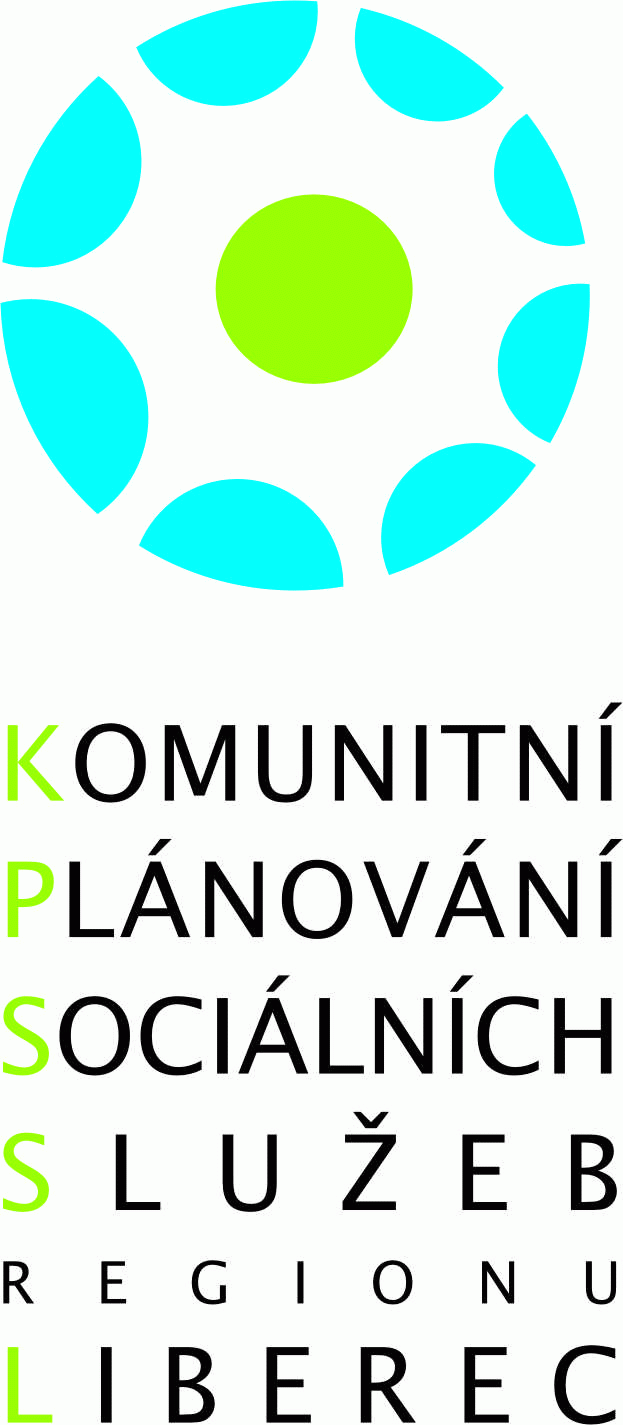 KOMUNITNÍ
PLÁNOVÁNÍ
SOCIÁLNÍCH
SLUŽEB
REGIONU
LIBEREC